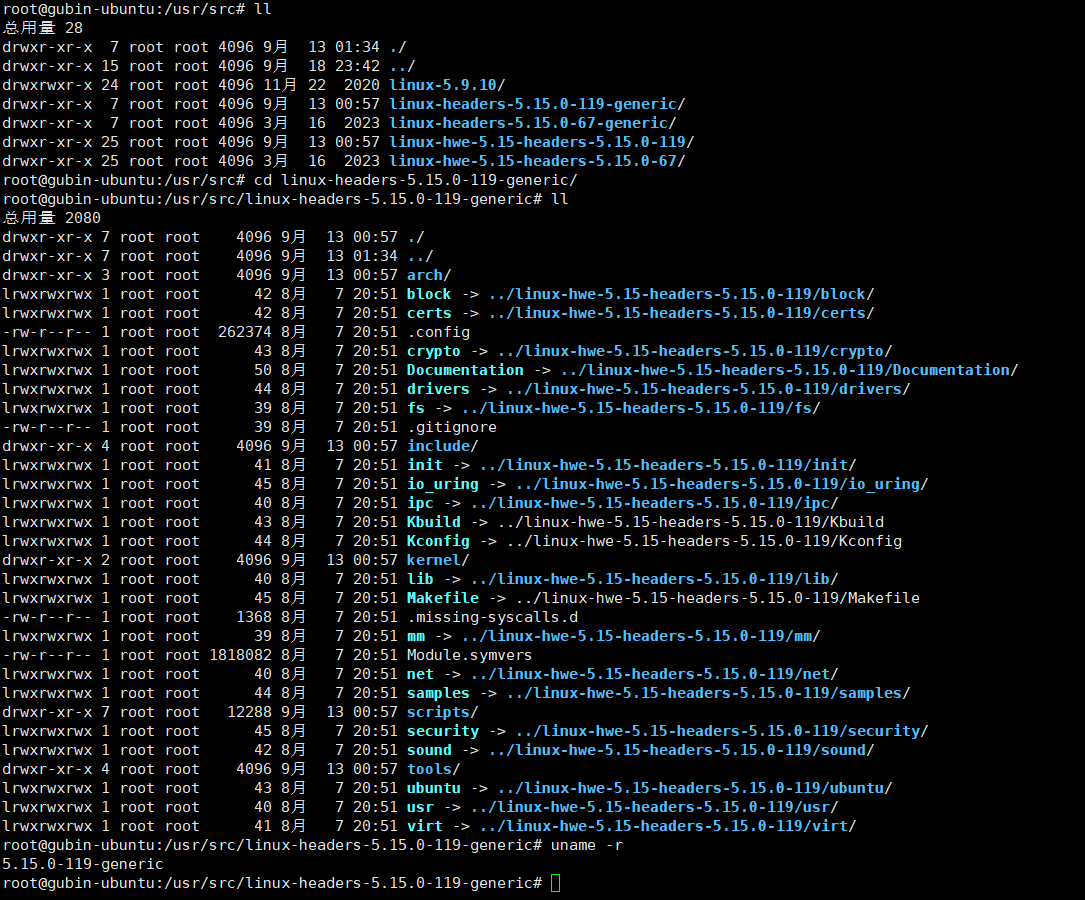 root@gubin-ubuntu:/usr/src# ll
总用量 28
drwxr-xr-x  7 root root 4096 9月  13 01:34 ./
drwxr-xr-x 15 root root 4096 9月  18 23:42 ../
drwxrwxr-x 24 root root 4096 11月 22  2020 linux-5.9.10/
drwxr-xr-x  7 root root 4096 9月  13 00:57 linux-headers-5.15.0-119-generic/
drwxr-xr-x  7 root root 4096 3月  16  2023 linux-headers-5.15.0-67-generic/
drwxr-xr-x 25 root root 4096 9月  13 00:57 linux-hwe-5.15-headers-5.15.0-119/
drwxr-xr-x 25 root root 4096 3月  16  2023 linux-hwe-5.15-headers-5.15.0-67/
root@gubin-ubuntu:/usr/src# cd linux-headers-5.15.0-119-generic/
root@gubin-ubuntu:/usr/src/linux-headers-5.15.0-119-generic# ll
总用量 2080
drwxr-xr-x 7 root root    4096 9月  13 00:57 ./
drwxr-xr-x 7 root root    4096 9月  13 01:34 ../
drwxr-xr-x 3 root root    4096 9月  13 00:57 arch/
lrwxrwxrwx 1 root root      42 8月   7 20:51 block -> ../linux-hwe-5.15-headers-5.15.0-119/block/
lrwxrwxrwx 1 root root      42 8月   7 20:51 certs -> ../linux-hwe-5.15-headers-5.15.0-119/certs/
-rw-r--r-- 1 root root  262374 8月   7 20:51 .config
lrwxrwxrwx 1 root root      43 8月   7 20:51 crypto -> ../linux-hwe-5.15-headers-5.15.0-119/crypto/
lrwxrwxrwx 1 root root      50 8月   7 20:51 Documentation -> ../linux-hwe-5.15-headers-5.15.0-119/Documentation/
lrwxrwxrwx 1 root root      44 8月   7 20:51 drivers -> ../linux-hwe-5.15-headers-5.15.0-119/drivers/
lrwxrwxrwx 1 root root      39 8月   7 20:51 fs -> ../linux-hwe-5.15-headers-5.15.0-119/fs/
-rw-r--r-- 1 root root      39 8月   7 20:51 .gitignore
drwxr-xr-x 4 root root    4096 9月  13 00:57 include/
lrwxrwxrwx 1 root root      41 8月   7 20:51 init -> ../linux-hwe-5.15-headers-5.15.0-119/init/
lrwxrwxrwx 1 root root      45 8月   7 20:51 io_uring -> ../linux-hwe-5.15-headers-5.15.0-119/io_uring/
lrwxrwxrwx 1 root root      40 8月   7 20:51 ipc -> ../linux-hwe-5.15-headers-5.15.0-119/ipc/
lrwxrwxrwx 1 root root      43 8月   7 20:51 Kbuild -> ../linux-hwe-5.15-headers-5.15.0-119/Kbuild
lrwxrwxrwx 1 root root      44 8月   7 20:51 Kconfig -> ../linux-hwe-5.15-headers-5.15.0-119/Kconfig
drwxr-xr-x 2 root root    4096 9月  13 00:57 kernel/
lrwxrwxrwx 1 root root      40 8月   7 20:51 lib -> ../linux-hwe-5.15-headers-5.15.0-119/lib/
lrwxrwxrwx 1 root root      45 8月   7 20:51 Makefile -> ../linux-hwe-5.15-headers-5.15.0-119/Makefile
-rw-r--r-- 1 root root    1368 8月   7 20:51 .missing-syscalls.d
lrwxrwxrwx 1 root root      39 8月   7 20:51 mm -> ../linux-hwe-5.15-headers-5.15.0-119/mm/
-rw-r--r-- 1 root root 1818082 8月   7 20:51 Module.symvers
lrwxrwxrwx 1 root root      40 8月   7 20:51 net -> ../linux-hwe-5.15-headers-5.15.0-119/net/
lrwxrwxrwx 1 root root      44 8月   7 20:51 samples -> ../linux-hwe-5.15-headers-5.15.0-119/samples/
drwxr-xr-x 7 root root   12288 9月  13 00:57 scripts/
lrwxrwxrwx 1 root root      45 8月   7 20:51 security -> ../linux-hwe-5.15-headers-5.15.0-119/security/
lrwxrwxrwx 1 root root      42 8月   7 20:51 sound -> ../linux-hwe-5.15-headers-5.15.0-119/sound/
drwxr-xr-x 4 root root    4096 9月  13 00:57 tools/
lrwxrwxrwx 1 root root      43 8月   7 20:51 ubuntu -> ../linux-hwe-5.15-headers-5.15.0-119/ubuntu/
lrwxrwxrwx 1 root root      40 8月   7 20:51 usr -> ../linux-hwe-5.15-headers-5.15.0-119/usr/
lrwxrwxrwx 1 root root      41 8月   7 20:51 virt -> ../linux-hwe-5.15-headers-5.15.0-119/virt/
root@gubin-ubuntu:/usr/src/linux-headers-5.15.0-119-generic# uname -r
5.15.0-119-generic
root@gubin-ubuntu:/usr/src/linux-headers-5.15.0-119-generic#